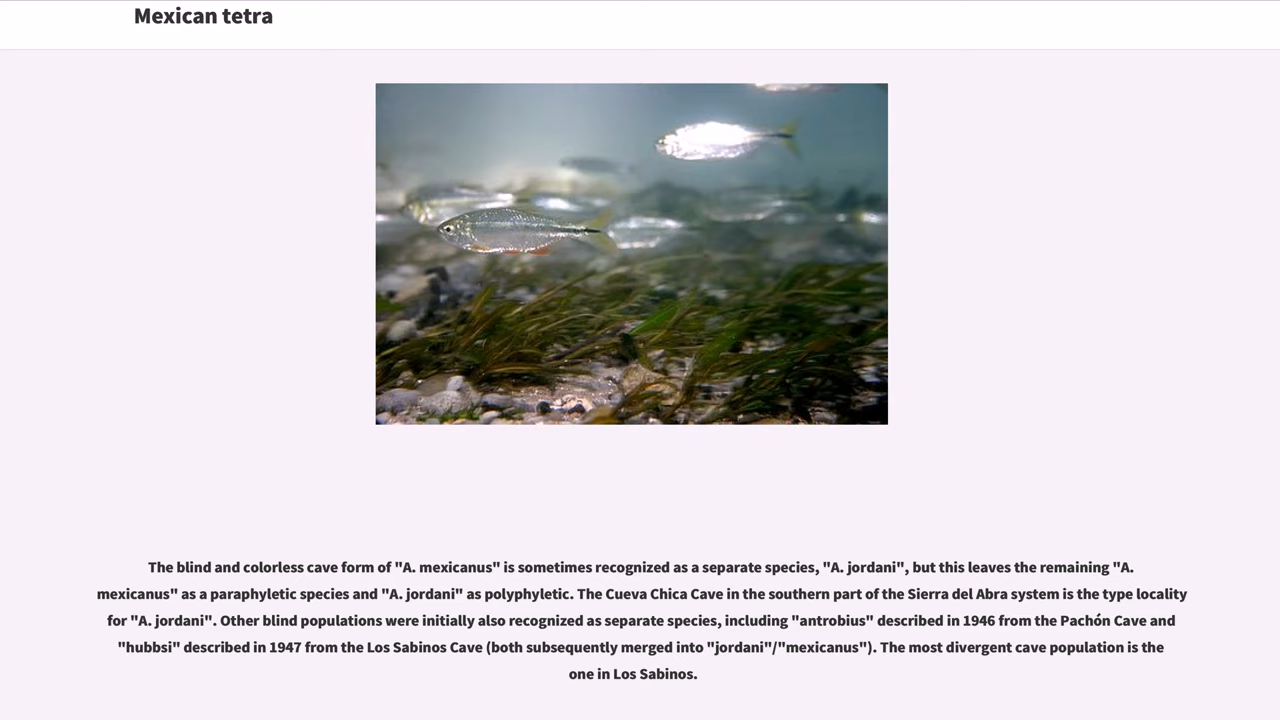 Mexican tetra
The blind and colorless cave form of "A. mexicanus" is sometimes recognized as a separate species, "A. jordani", but this leaves the remaining "A.
mexicanus" as a paraphyletic species and "A. jordani" as polyphyletic. The Cueva Chica Cave in the southern part of the Sierra del Abra system is the type locality
for "A. jordani". Other blind populations were initially also recognized as separate species, including "antrobius" described in 1946 from the Pachón Cave and
"hubbsi" described in 1947 from the Los Sabinos Cave (both subsequently merged into "jordani"/"mexicanus"). The most divergent cave population is the
one in Los Sabinos.